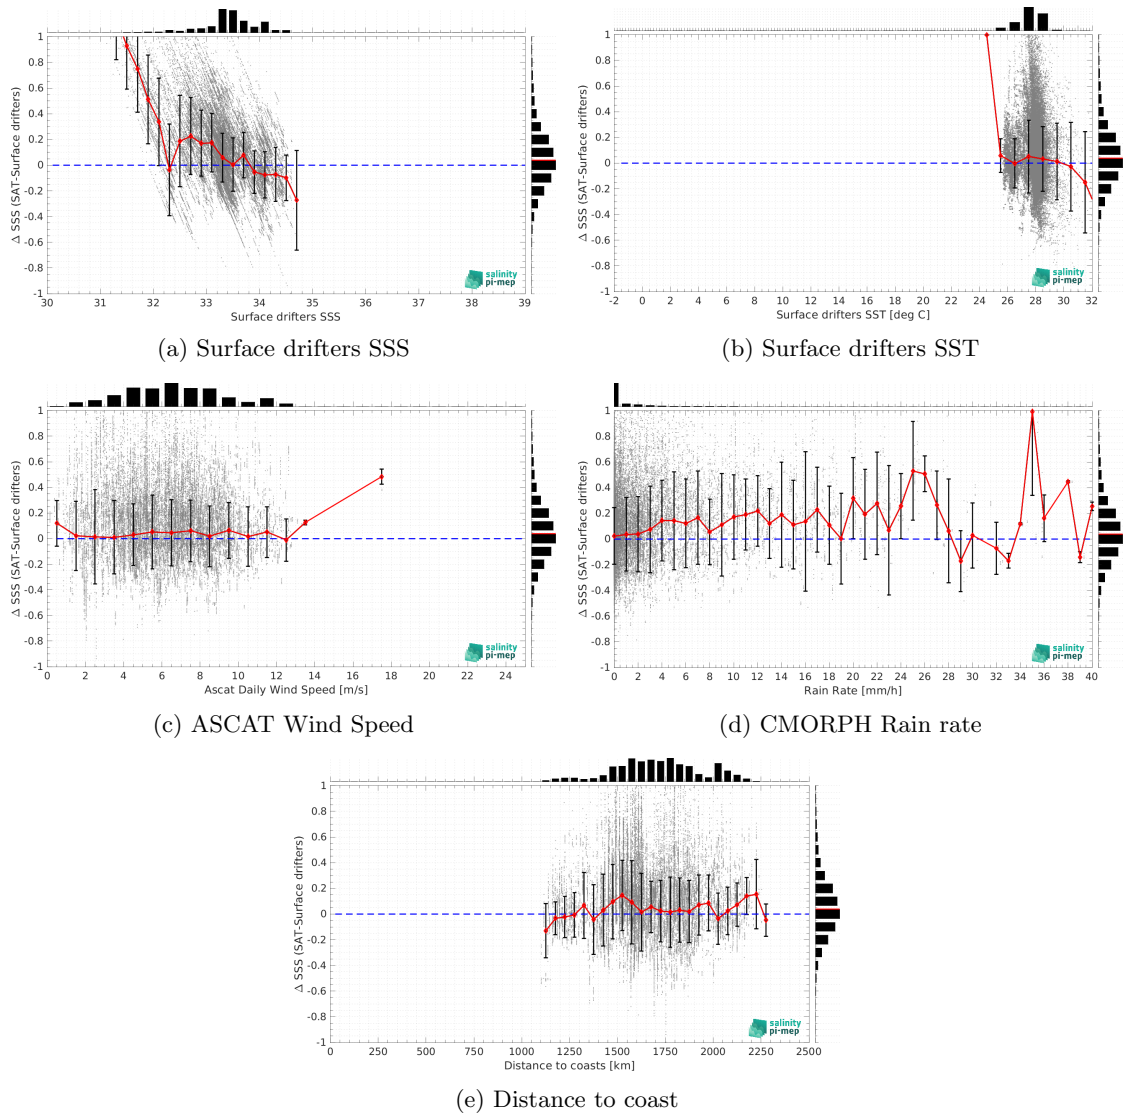 1
0.8
0.6
0.4
0.2
0
-0.2
-0.4
-0.6
-0.8
-1
Δ SSS (SAT-Surface drifters)
30 31 32 33 34 35 36 37 38 39
Surface drifters SSS
salinity
pi-mep
(a) Surface drifters SSS
1
0.8
0.6
0.4
0.2
0
-0.2
-0.4
-0.6
-0.8
-1
Δ SSS (SAT-Surface drifters)
-2 0 2 4 6 8 10 12 14 16 18 20 22 24 26 28 30 32
Surface drifters SST [deg C]
salinity
pi-mep
(b) Surface drifters SST
1
0.8
0.6
0.4
0.2
0
-0.2
-0.4
-0.6
-0.8
-1
Δ SSS (SAT-Surface drifters)
0 2 4 6 8 10 12 14 16 18 20 22 24
Ascat Daily Wind Speed [m/s]
salinity
pi-mep
(c) ASCAT Wind Speed
1
0.8
0.6
0.4
0.2
0
-0.2
-0.4
-0.6
-0.8
-1
Δ SSS (SAT-Surface drifters)
0 2 4 6 8 10 12 14 16 18 20 22 24 26 28 30 32 34 36 38 40
Rain Rate [mm/h]
salinity
pi-mep
(d) CMORPH Rain rate
1
0.8
0.6
0.4
0.2
0
-0.2
-0.4
-0.6
-0.8
-1
Δ SSS (SAT-Surface drifters)
0 250 500 750 1000 1250 1500 1750 2000 2250 2500
Distance to coasts [km]
salinity
pi-mep
(e) Distance to coast